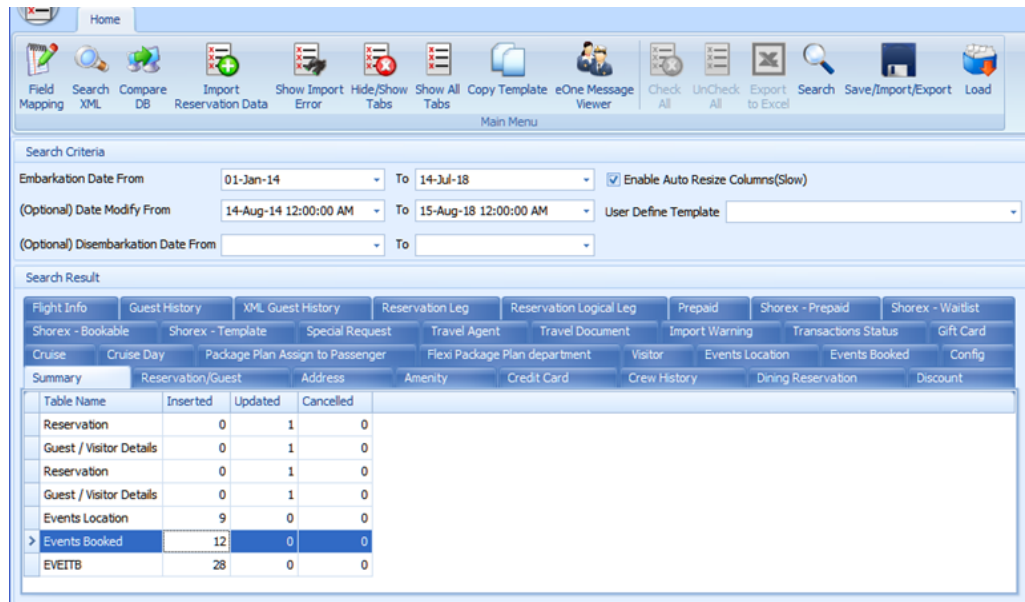 Home
Field Mapping
Search XML
Compare DB
Import Reservation Data
Show Import Error
Hide/Show Tabs
Show All Tabs
Copy Template
eOne Message Viewer
Check All
UnCheck All
Export to Excel
Search
Save/Import/Export
Load
Main Menu
Search Criteria
Embarkation Date From 01-Jan-14 To 14-Jul-18 Enable Auto Resize Columns(Slow)
(Optional) Date Modify From 14-Aug-14 12:00:00 AM To 15-Aug-18 12:00:00 AM User Define Template
(Optional) Disembarkation Date From To
Search Result
Flight Info Guest History XML Guest History Reservation Leg Reservation Logical Leg Prepaid Shorex - Prepaid Shorex - Waitlist
Shorex - Bookable Shorex - Template Special Request Travel Agent Travel Document Import Warning Transactions Status Gift Card
Cruise Cruise Day Package Plan Assign to Passenger Flexi Package Plan department Visitor Events Location Events Booked Config
Summary Reservation/Guest Address Amenity Credit Card Crew History Dining Reservation Discount
Table Name Inserted Updated Cancelled
Reservation 0 1 0
Guest / Visitor Details 0 1 0
Reservation 0 1 0
Guest / Visitor Details 0 1 0
Events Location 9 0 0
Events Booked 12 0 0
EVEITB 28 0 0